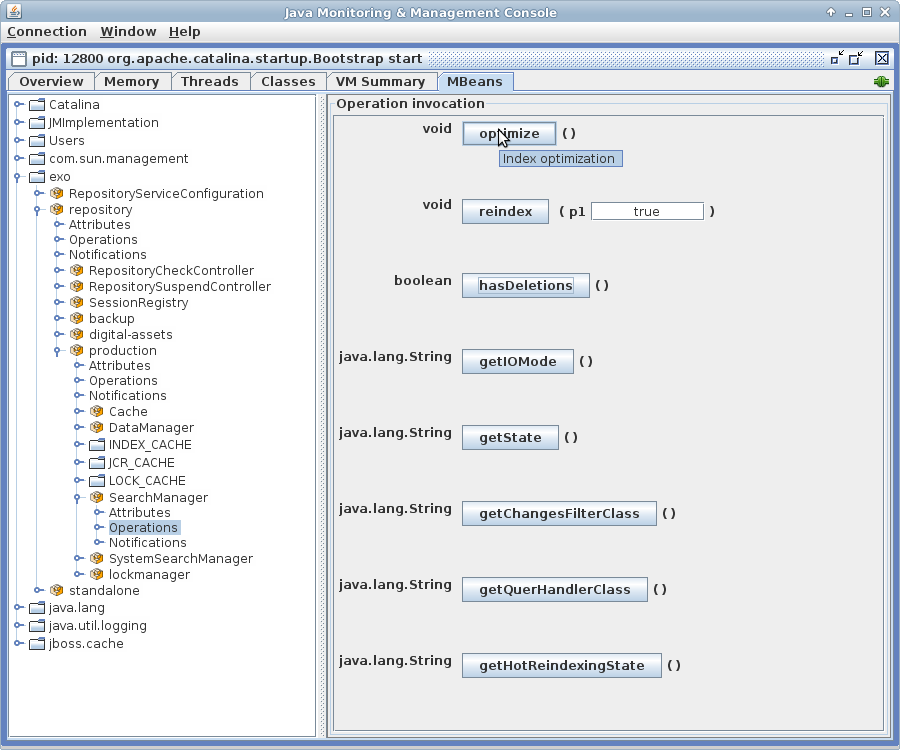 Java Monitoring & Management Console
Connection Window Help
pid: 12800 org.apache.catalina.startup.Bootstrap start
Overview Memory Threads Classes VM Summary MBeans
Catalina
JMImplementation
Users
com.sun.management
exo
RepositoryServiceConfiguration
repository
Attributes
Operations
Notifications
RepositoryCheckController
RepositorySuspendController
SessionRegistry
backup
digital-assets
production
Attributes
Operations
Notifications
Cache
DataManager
INDEX_CACHE
JCR_CACHE
LOCK_CACHE
SearchManager
Attributes
Operations
Notifications
SystemSearchManager
lockmanager
standalone
java.lang
java.util.logging
jboss.cache
Operation invocation
void optimize ( )
Index optimization
void reindex ( p1 true )
boolean hasDeletions ( )
java.lang.String getIOMode ( )
java.lang.String getState ( )
java.lang.String getChangesFilterClass ( )
java.lang.String getQuerHandlerClass ( )
java.lang.String getHotReindexingState ( )